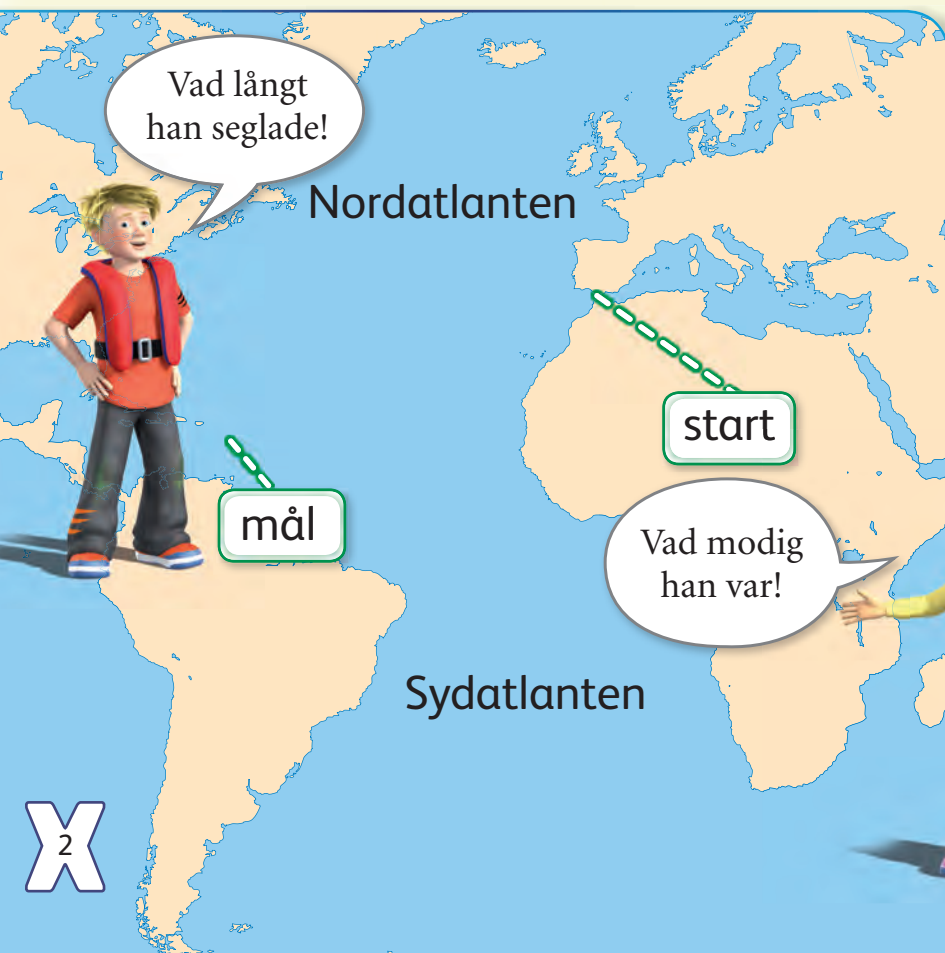 Vad långt
han seglade!
Nordatlanten
start
mål
Vad modig
han var!
Sydatlanten
2